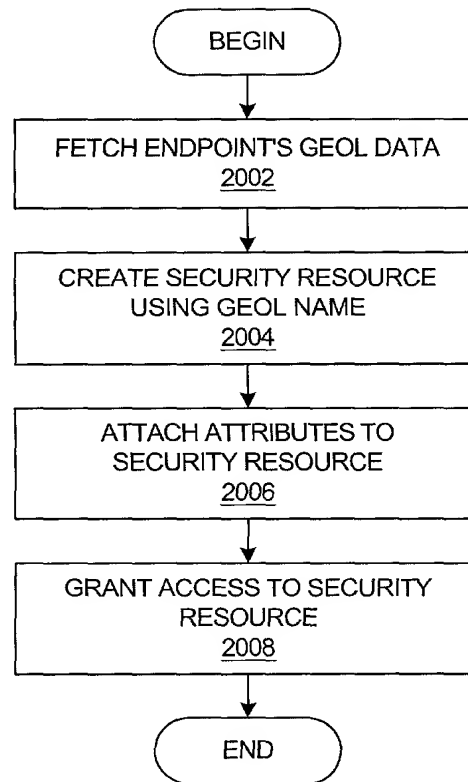 BEGIN
FETCH ENDPOINT'S GEOL DATA
2002
CREATE SECURITY RESOURCE
USING GEOL NAME
2004
ATTACH ATTRIBUTES TO
SECURITY RESOURCE
2006
GRANT ACCESS TO SECURITY
RESOURCE
2008
END